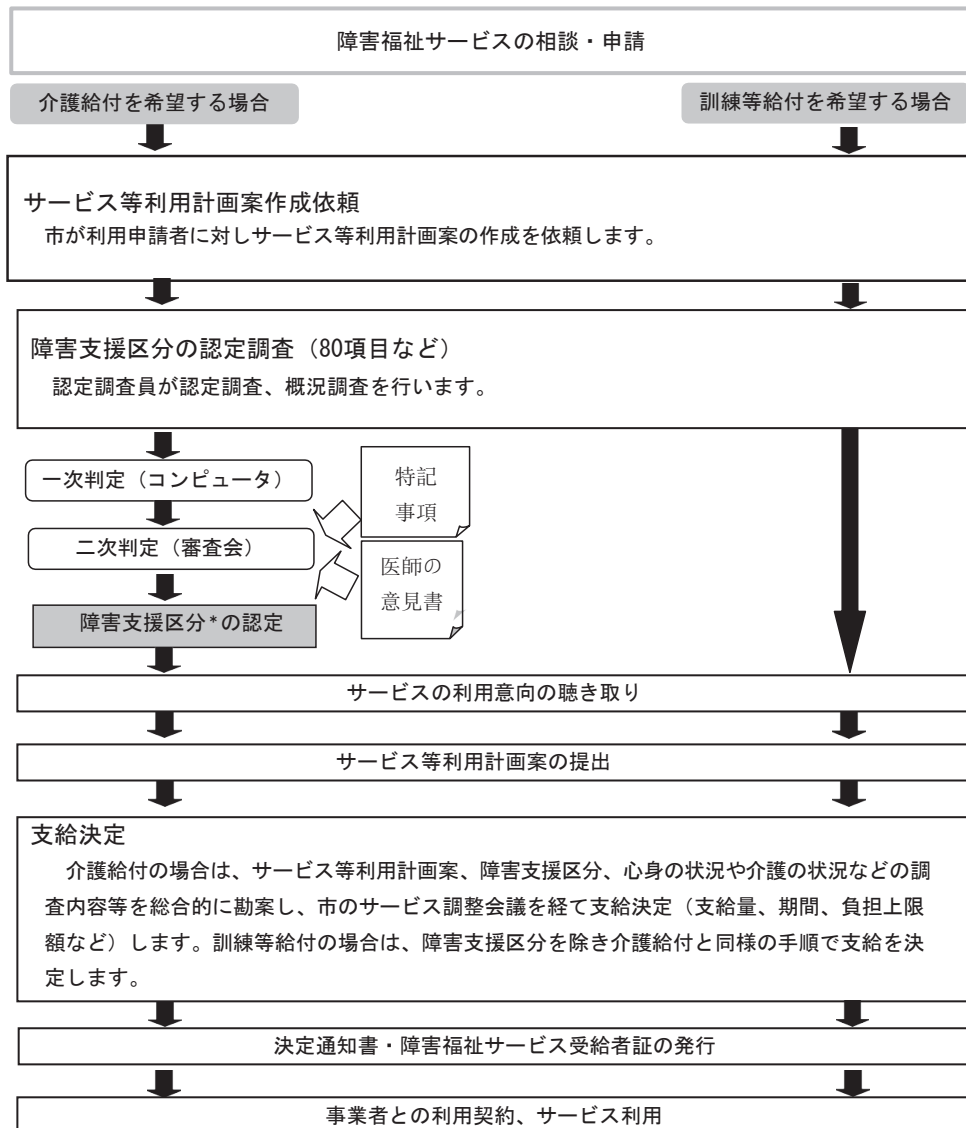 障害福祉サービスの相談・申請
介護給付を希望する場合
訓練等給付を希望する場合
サービス等利用計画案作成依頼
市が利用申請者に対しサービス等利用計画案の作成を依頼します。
障害支援区分の認定調査（80項目など）
認定調査員が認定調査、概況調査を行います。
一次判定（コンピュータ）
特記
事項
二次判定（審査会）
医師の
意見書
障害支援区分*の認定
サービスの利用意向の聴き取り
サービス等利用計画案の提出
支給決定
介護給付の場合は、サービス等利用計画案、障害支援区分、心身の状況や介護の状況などの調
査内容等を総合的に勘案し、市のサービス調整会議を経て支給決定（支給量、期間、負担上限
額など）します。訓練等給付の場合は、障害支援区分を除き介護給付と同様の手順で支給を決
定します。
決定通知書・障害福祉サービス受給者証の発行
事業者との利用契約、サービス利用